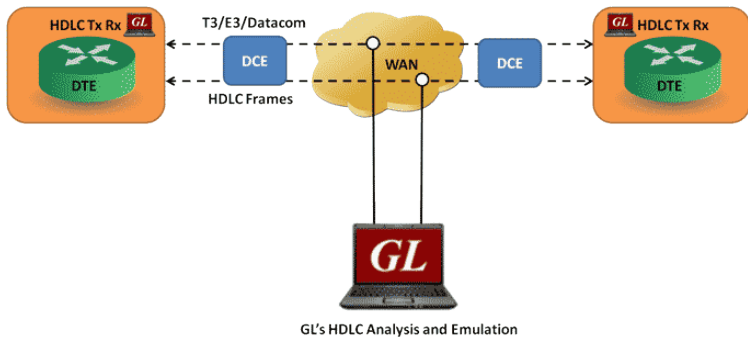 HDLC Tx Rx GL
DTE
T3/E3/Datacom
DCE
HDLC Frames
WAN
DCE
GL HDLC Tx Rx
DTE
GL
GL's HDLC Analysis and Emulation